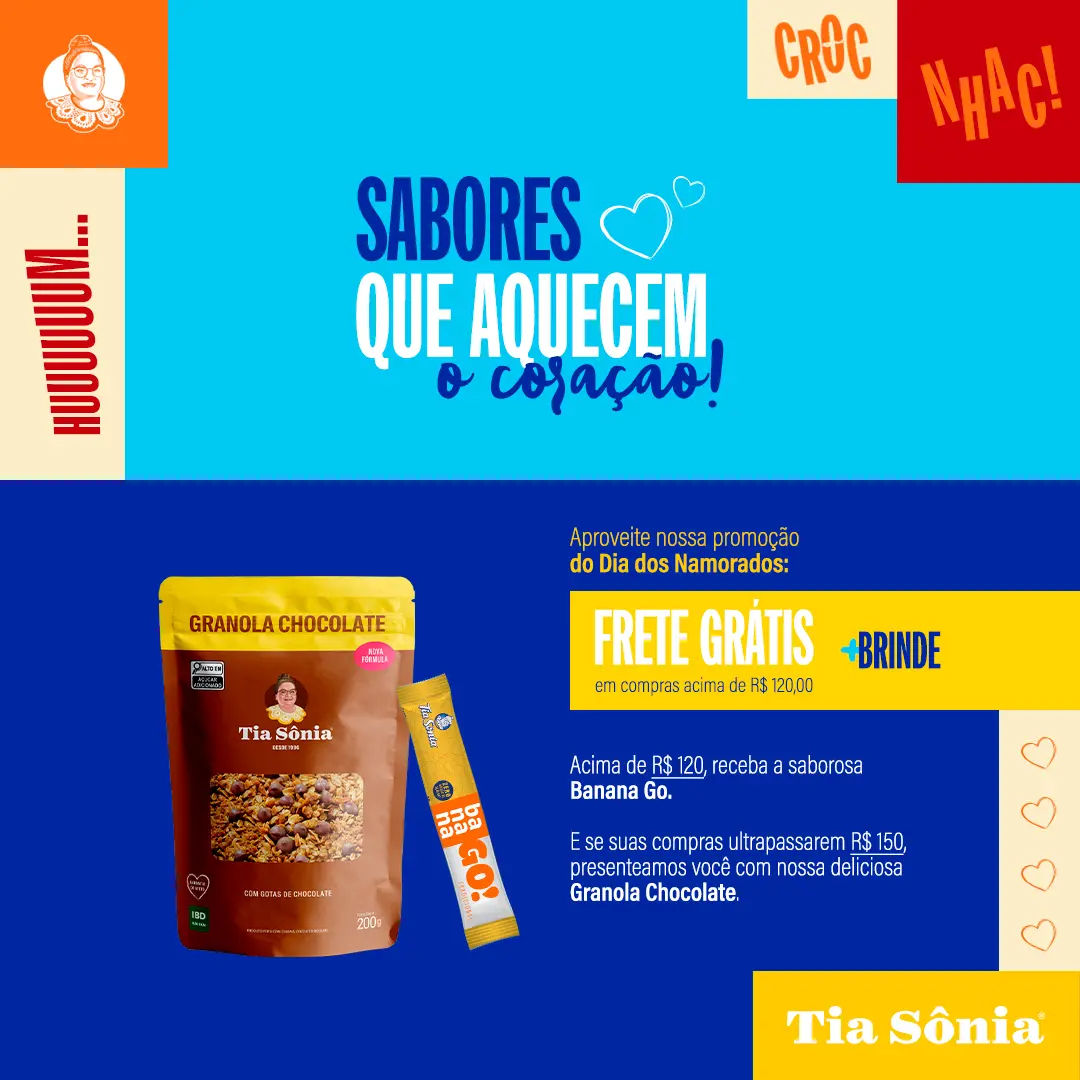 CROC
NHAC!
HUUUUUUM...
SABORES
QUE AQUECEM
o coração!
Aproveite nossa promoção
do Dia dos Namorados:
FRETE GRÁTIS
+BRINDE
em compras acima de R$ 120,00
Acima de R$ 120, receba a saborosa
Banana Go.
E se suas compras ultrapassarem R$ 150,
presenteamos você com nossa deliciosa
Granola Chocolate.
GRANOLA CHOCOLATE
NOVA
FÓRMULA
ALTO EM
AÇÚCAR
ADICIONADO
Tia Sônia
DESDE 1996
COM GOTAS DE CHOCOLATE
IBD
200g
Tia Sônia
ba
na
na
GO!
Tia Sônia